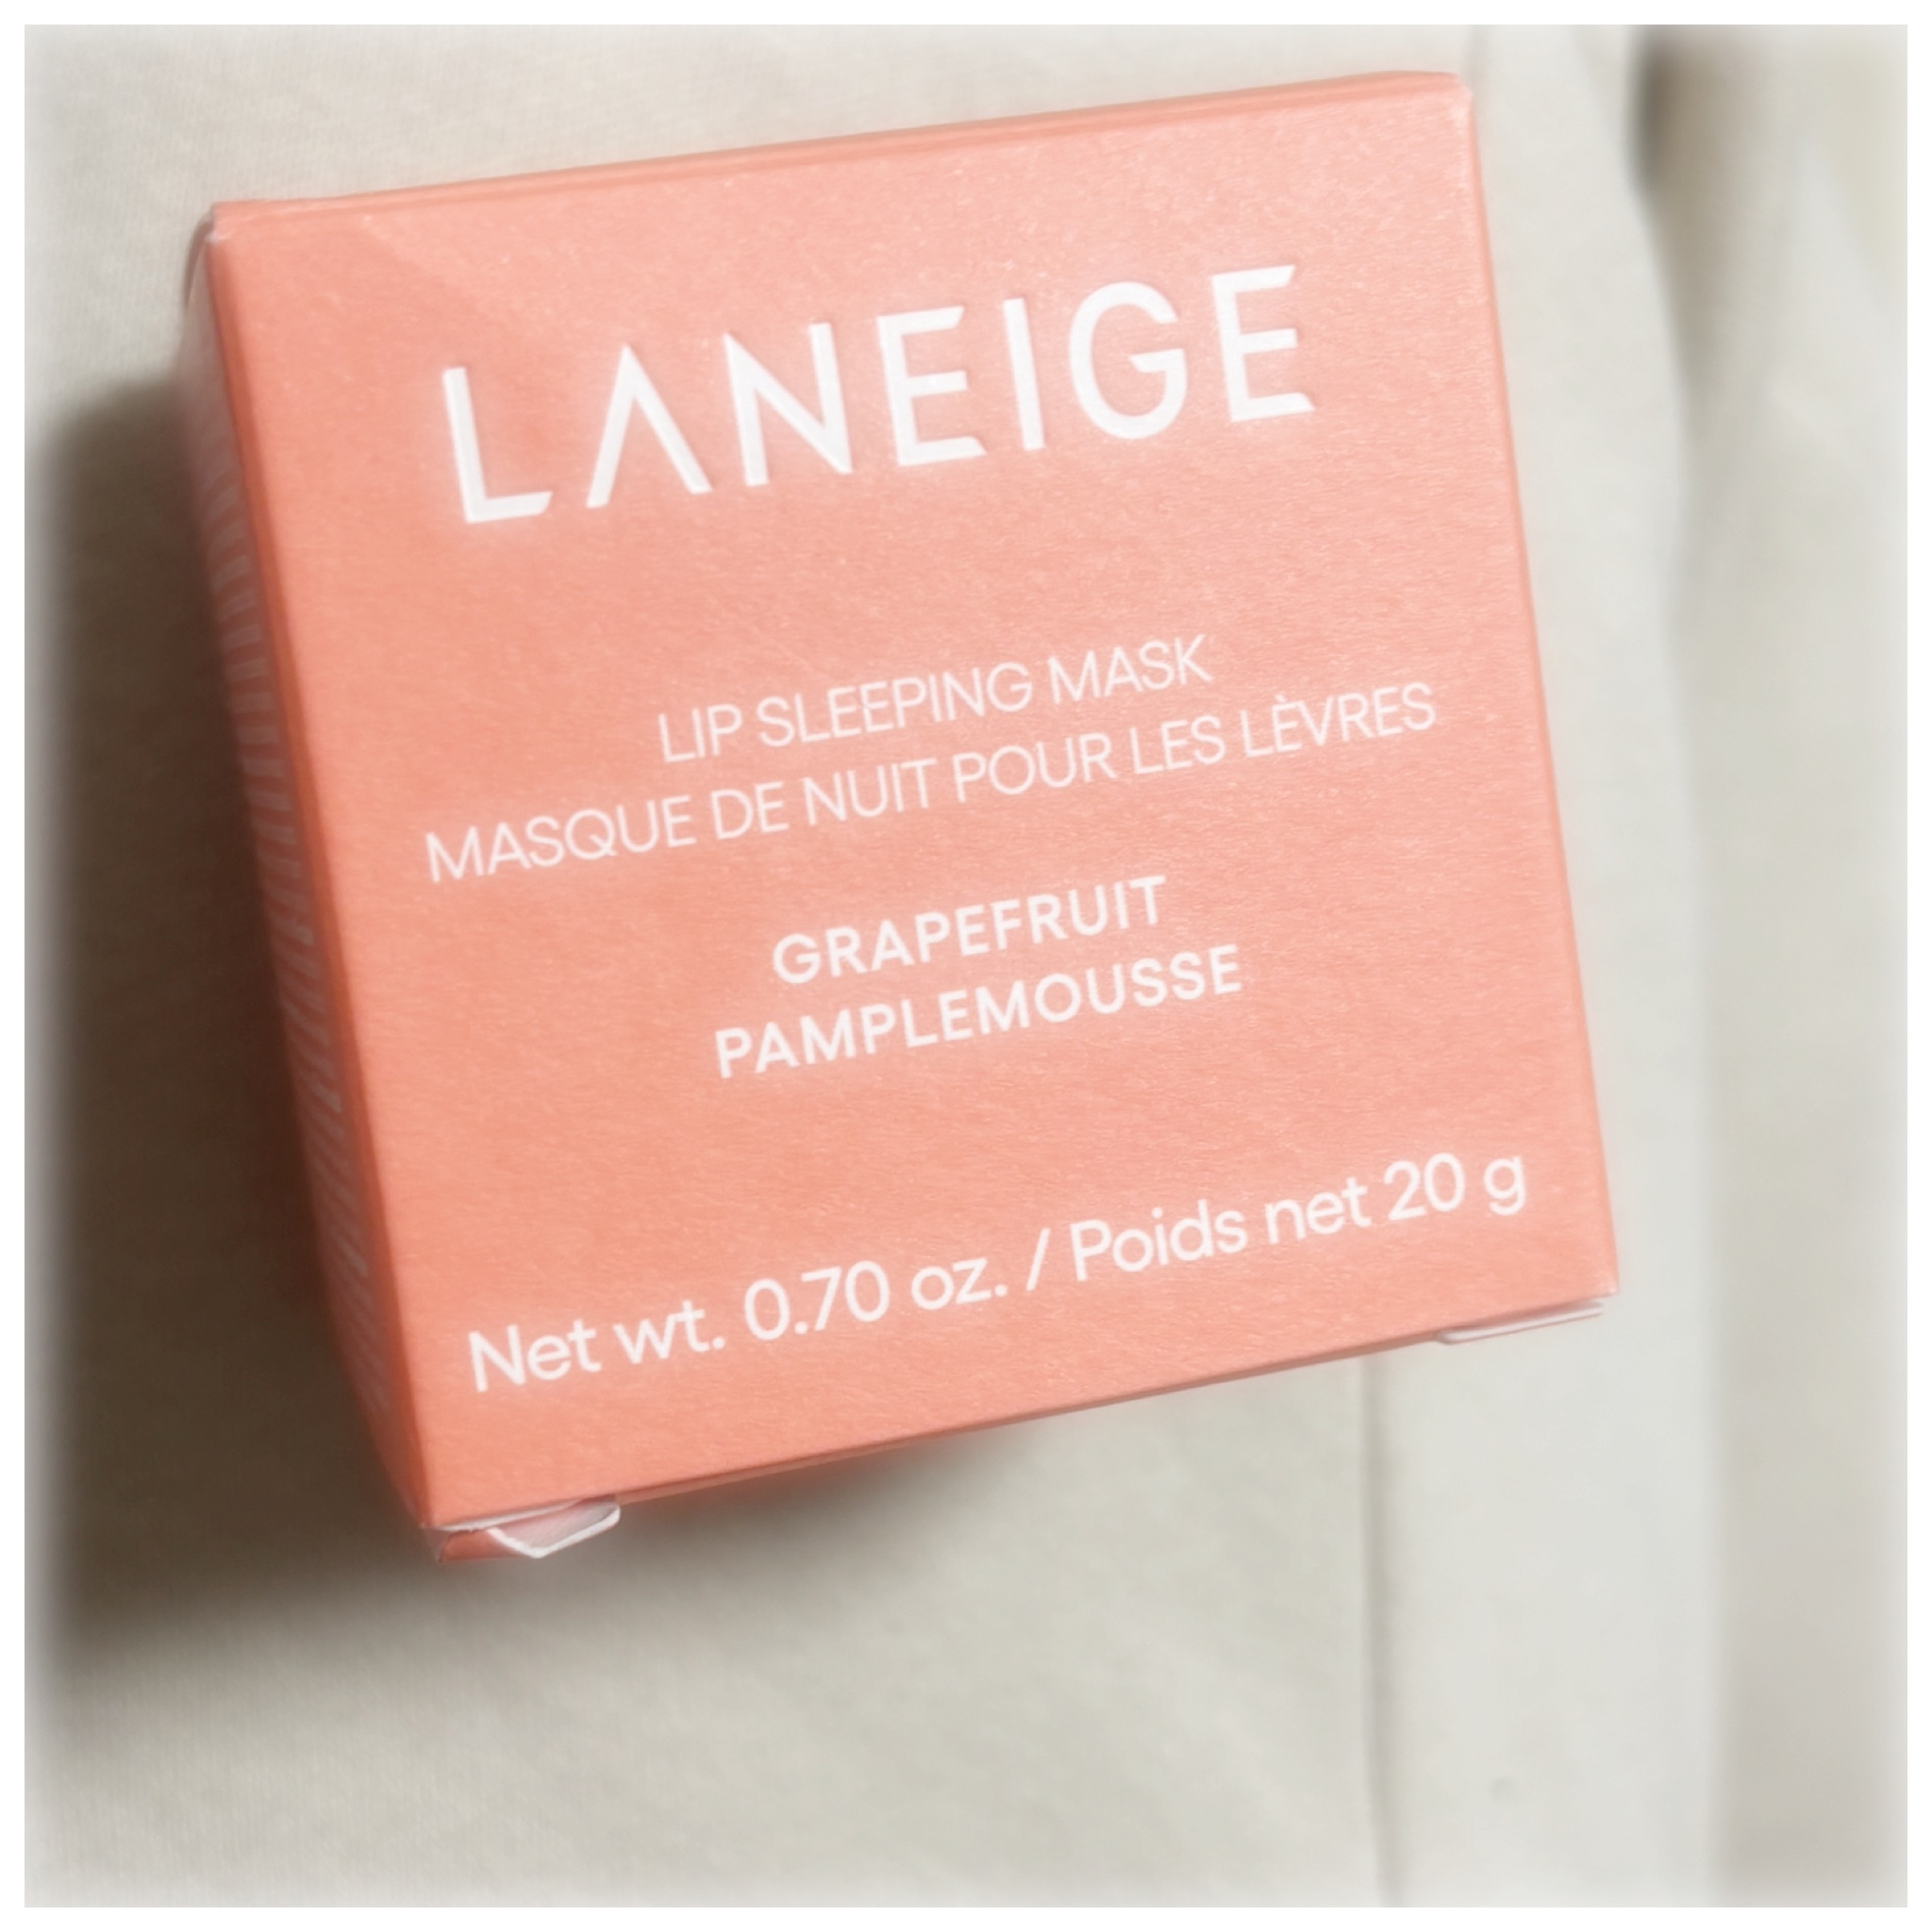 LANEIGE
LIP SLEEPING MASK
MASQUE DE NUIT POUR LES LÈVRES
GRAPEFRUIT
PAMPLEMOUSSE
Net wt. 0.70 oz. / Poids net 20 g